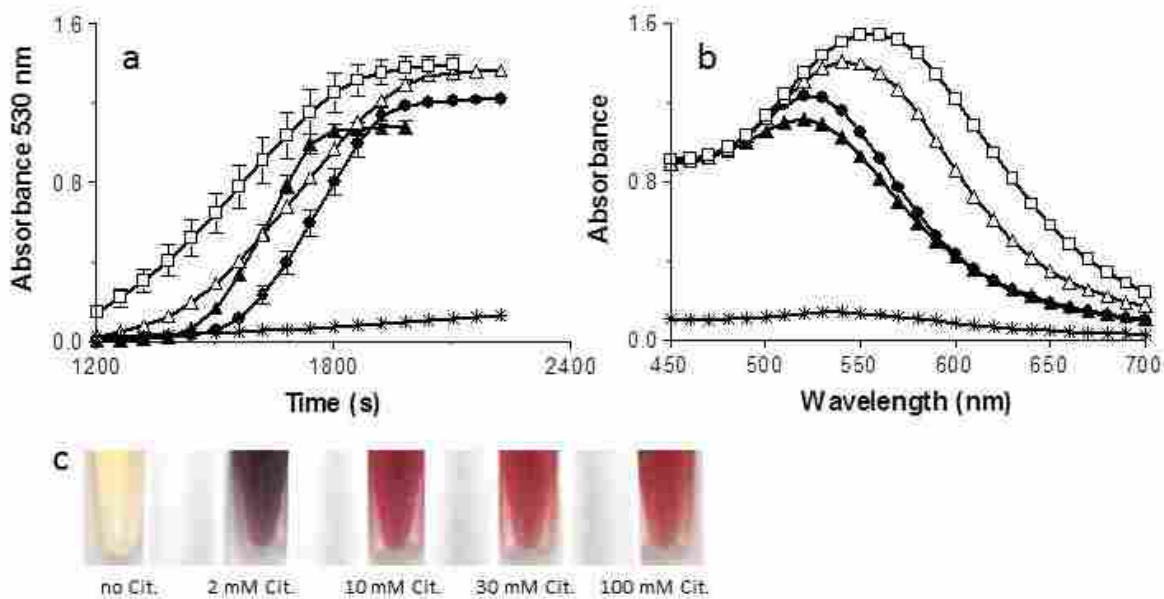 a
Absorbance 530 nm
1.6
0.8
0.0
1200
1800
2400
Time (s)
b
Absorbance
1.6
0.8
0.0
450
500
550
600
650
700
Wavelength (nm)
c
no Cit.
2 mM Cit.
10 mM Cit.
30 mM Cit.
100 mM Cit.